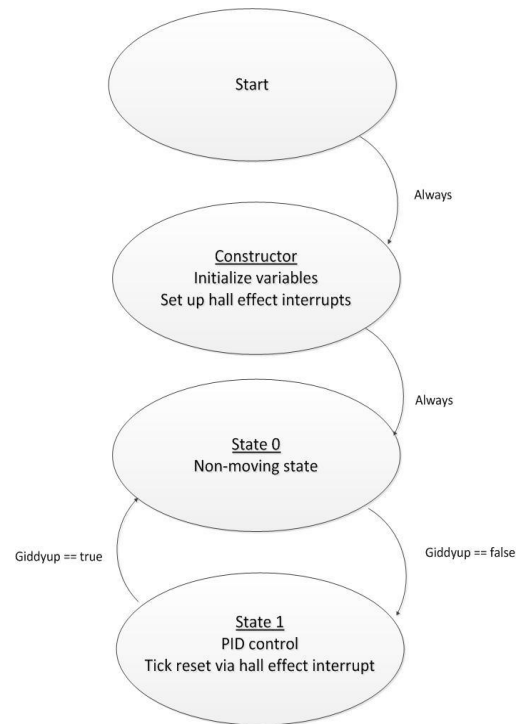 Start
Always
Constructor
Initialize variables
Set up hall effect interrupts
Always
State 0
Non-moving state
Giddyup == true
Giddyup == false
State 1
PID control
Tick reset via hall effect interrupt